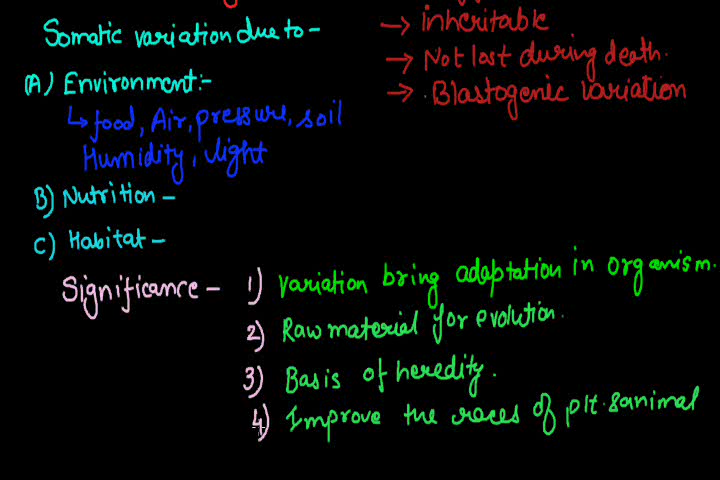 Somatic variation due to -
(A) Environment:-
↳ food, Air, pressure, soil
Humidity, light
B) Nutrition -
C) Habitat -
→ inheritable
→ Not lost during death.
→ Blastogenic variation
Significance - 1) Variation bring adaptation in organism.
2) Raw material for evolution.
3) Basis of heredity.
4) Improve the races of plt. & animal